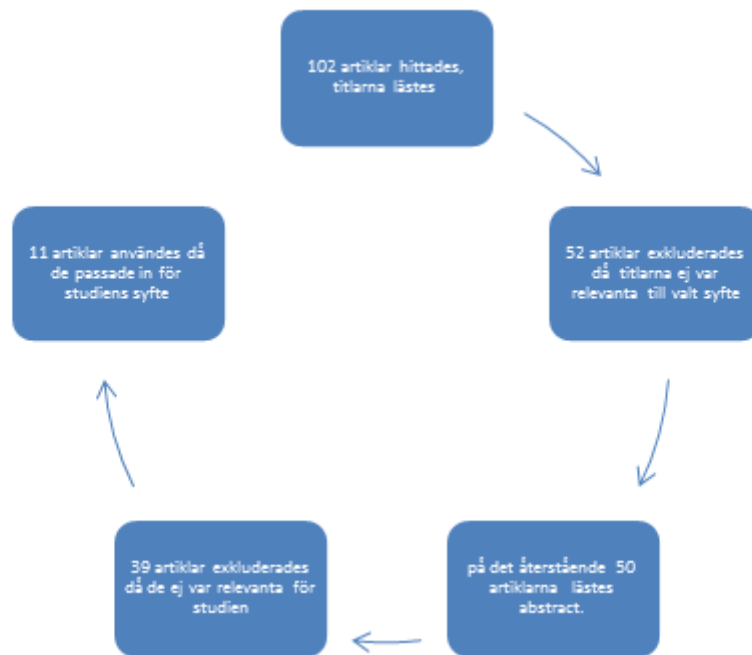 102 artiklar hittades,
titlarna lästes
52 artiklar exkluderades
då titlarna ej var
relevanta till valt syfte
på det återstående 50
artiklarna lästes
abstract.
39 artiklar exkluderades
då de ej var relevanta för
studien
11 artiklar användes då
de passade in för
studiens syfte